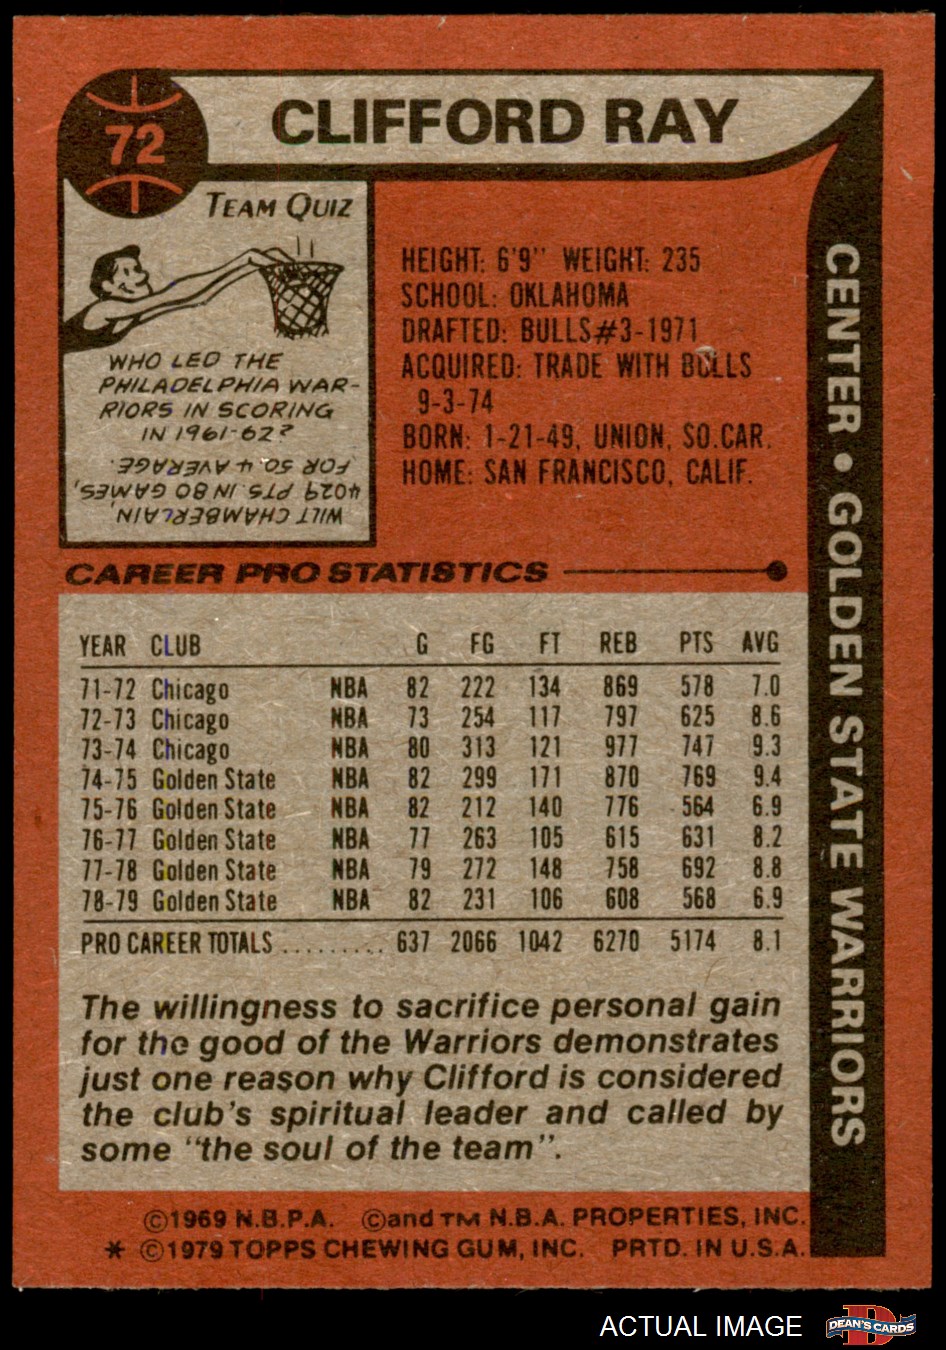 72
CLIFFORD RAY
TEAM QUIZ
WHO LED THE
PHILADELPHIA WAR-
RIORS IN SCORING
IN 1961-62?
WILT CHAMBERLAIN,
4029 PTS. IN 80 GAMES,
FOR 50.4 AVERAGE.
HEIGHT: 6'9" WEIGHT: 235
SCHOOL: OKLAHOMA
DRAFTED: BULLS#3-1971
ACQUIRED: TRADE WITH BULLS
9-3-74
BORN: 1-21-49, UNION, SO.CAR.
HOME: SAN FRANCISCO, CALIF.
CENTER • GOLDEN STATE WARRIORS
CAREER PRO STATISTICS
YEAR CLUB G FG FT REB PTS AVG
71-72 Chicago NBA 82 222 134 869 578 7.0
72-73 Chicago NBA 73 254 117 797 625 8.6
73-74 Chicago NBA 80 313 121 977 747 9.3
74-75 Golden State NBA 82 299 171 870 769 9.4
75-76 Golden State NBA 82 212 140 776 564 6.9
76-77 Golden State NBA 77 263 105 615 631 8.2
77-78 Golden State NBA 79 272 148 758 692 8.8
78-79 Golden State NBA 82 231 106 608 568 6.9
PRO CAREER TOTALS ......... 637 2066 1042 6270 5174 8.1
The willingness to sacrifice personal gain
for the good of the Warriors demonstrates
just one reason why Clifford is considered
the club's spiritual leader and called by
some "the soul of the team".
©1969 N.B.P.A. ©and TM N.B.A. PROPERTIES, INC.
* ©1979 TOPPS CHEWING GUM, INC. PRTD. IN U.S.A.
ACTUAL IMAGE
DEAN'S CARDS